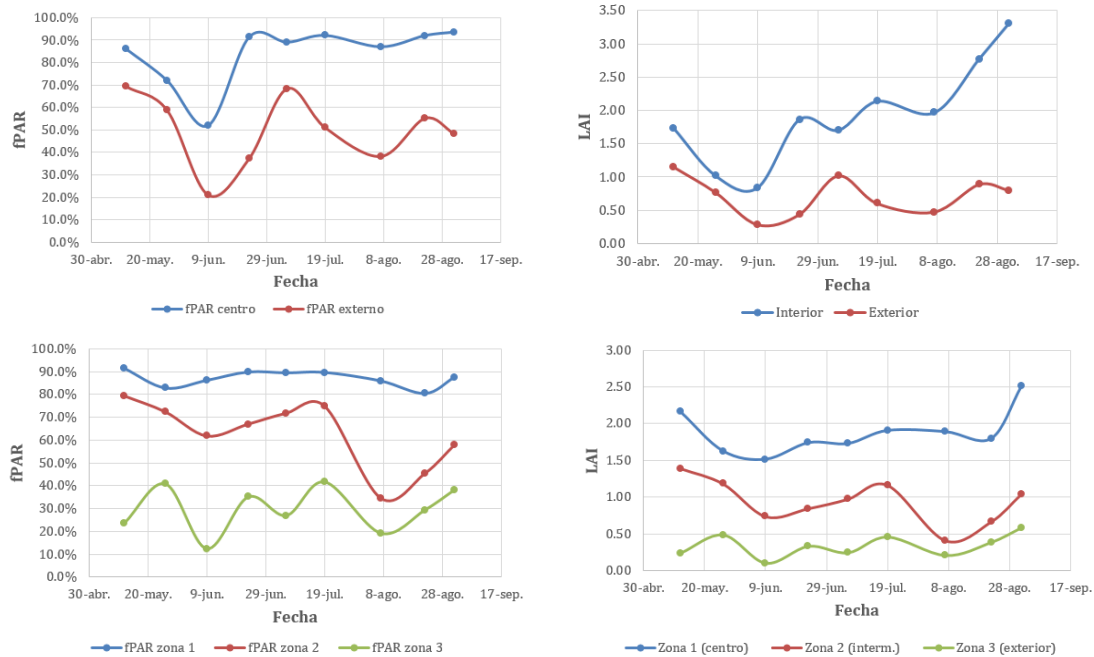 100.0%
90.0%
80.0%
70.0%
60.0%
50.0%
40.0%
30.0%
20.0%
10.0%
0.0%
fPAR
30-abr. 20-may. 9-jun. 29-jun. 19-jul. 8-ago. 28-ago. 17-sep.
Fecha
fPAR centro fPAR externo
3.50
3.00
2.50
2.00
1.50
1.00
0.50
0.00
LAI
30-abr. 20-may. 9-jun. 29-jun. 19-jul. 8-ago. 28-ago. 17-sep.
Fecha
Interior Exterior
100.0%
90.0%
80.0%
70.0%
60.0%
50.0%
40.0%
30.0%
20.0%
10.0%
0.0%
fPAR
30-abr. 20-may. 9-jun. 29-jun. 19-jul. 8-ago. 28-ago. 17-sep.
Fecha
fPAR zona 1 fPAR zona 2 fPAR zona 3
3.00
2.50
2.00
1.50
1.00
0.50
0.00
LAI
30-abr. 20-may. 9-jun. 29-jun. 19-jul. 8-ago. 28-ago. 17-sep.
Fecha
Zona 1 (centro) Zona 2 (interm.) Zona 3 (exterior)